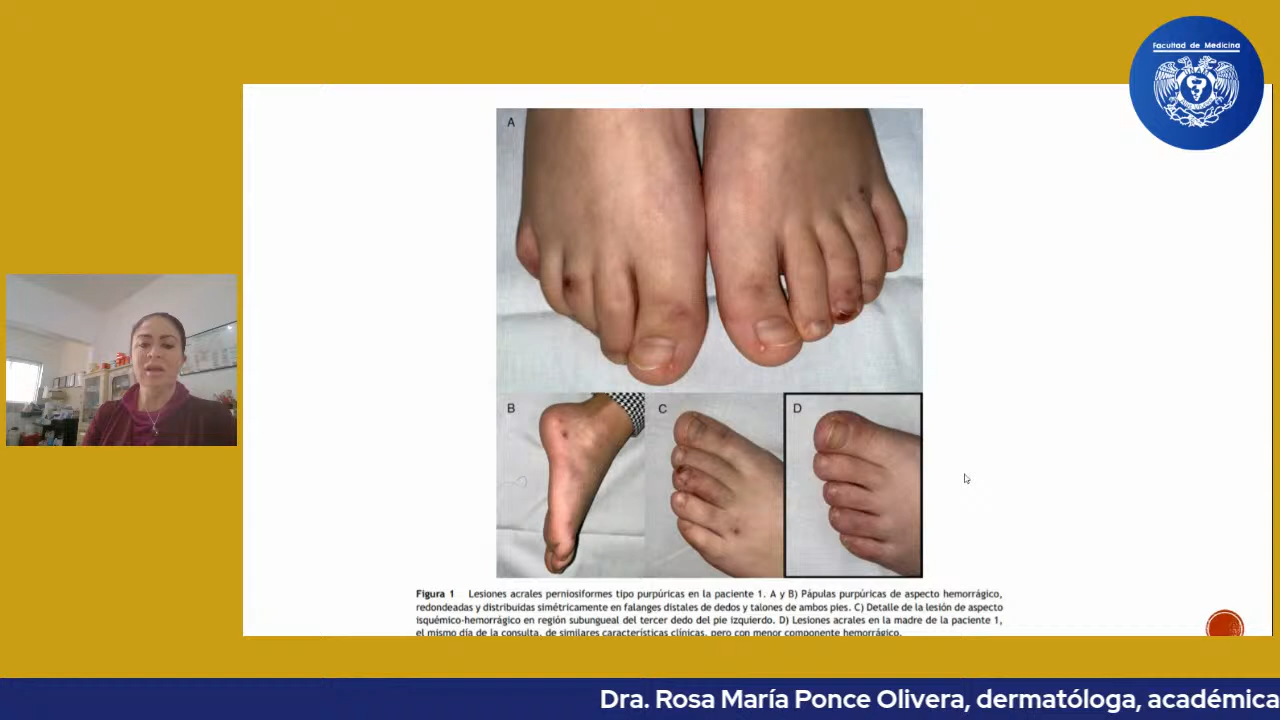 Facultad de Medicina
A
B
C
D
Figura 1 Lesiones acrales perniosiformes tipo purpúricas en la paciente 1. A y B) Pápulas purpúricas de aspecto hemorrágico,
redondeadas y distribuidas simétricamente en falanges distales de dedos y talones de ambos pies. C) Detalle de la lesión de aspecto
isquémico-hemorrágico en región subungueal del tercer dedo del pie izquierdo. D) Lesiones acrales en la madre de la paciente 1,
el mismo día de la consulta, de similares características clínicas, pero con menor componente hemorrágico.
Dra. Rosa María Ponce Olivera, dermatóloga, académica